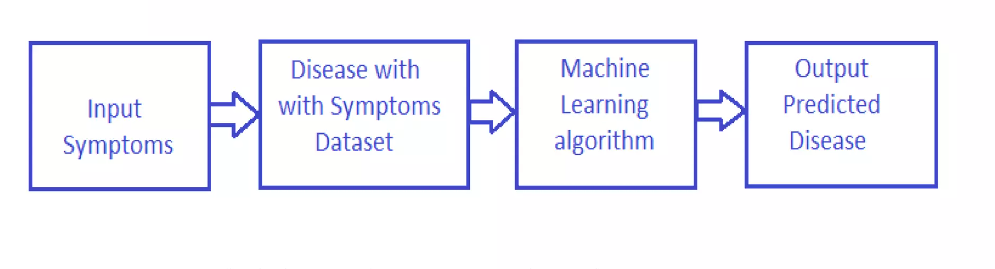 Input
Symptoms
Disease with
with Symptoms
Dataset
Machine
Learning
algorithm
Output
Predicted
Disease